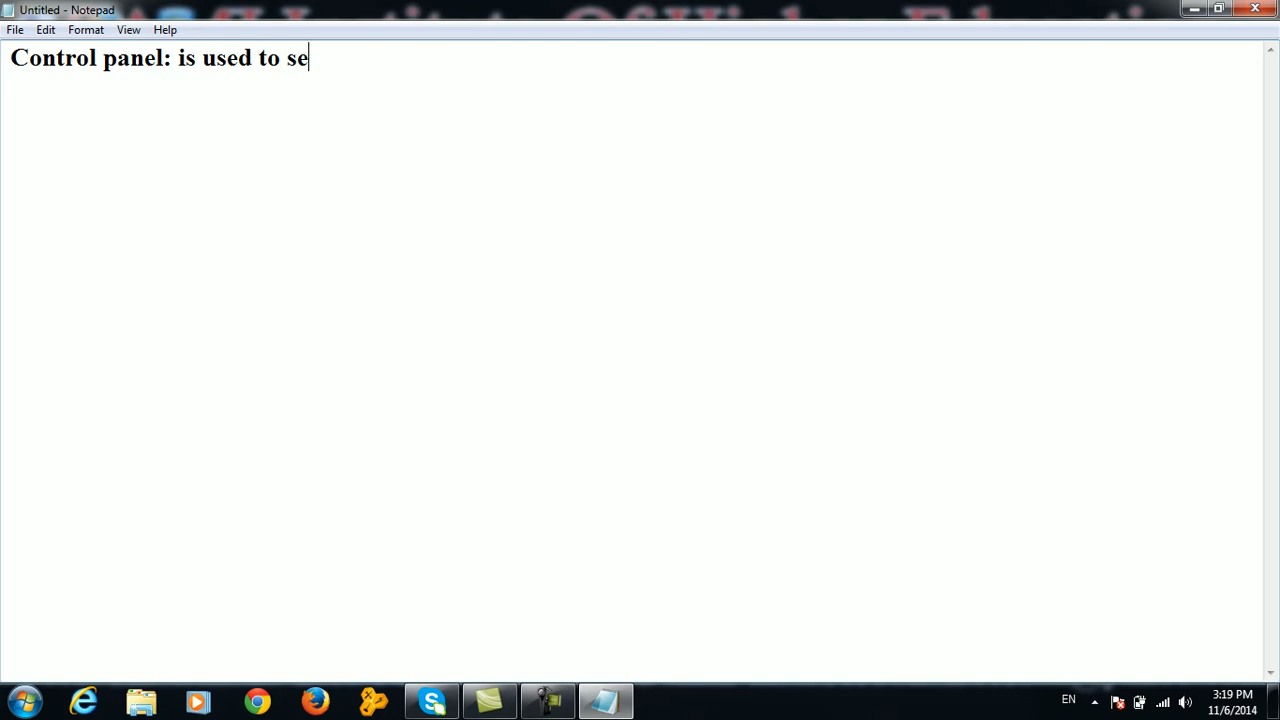 Untitled - Notepad
File Edit Format View Help
Control panel: is used to se
EN
3:19 PM
11/6/2014